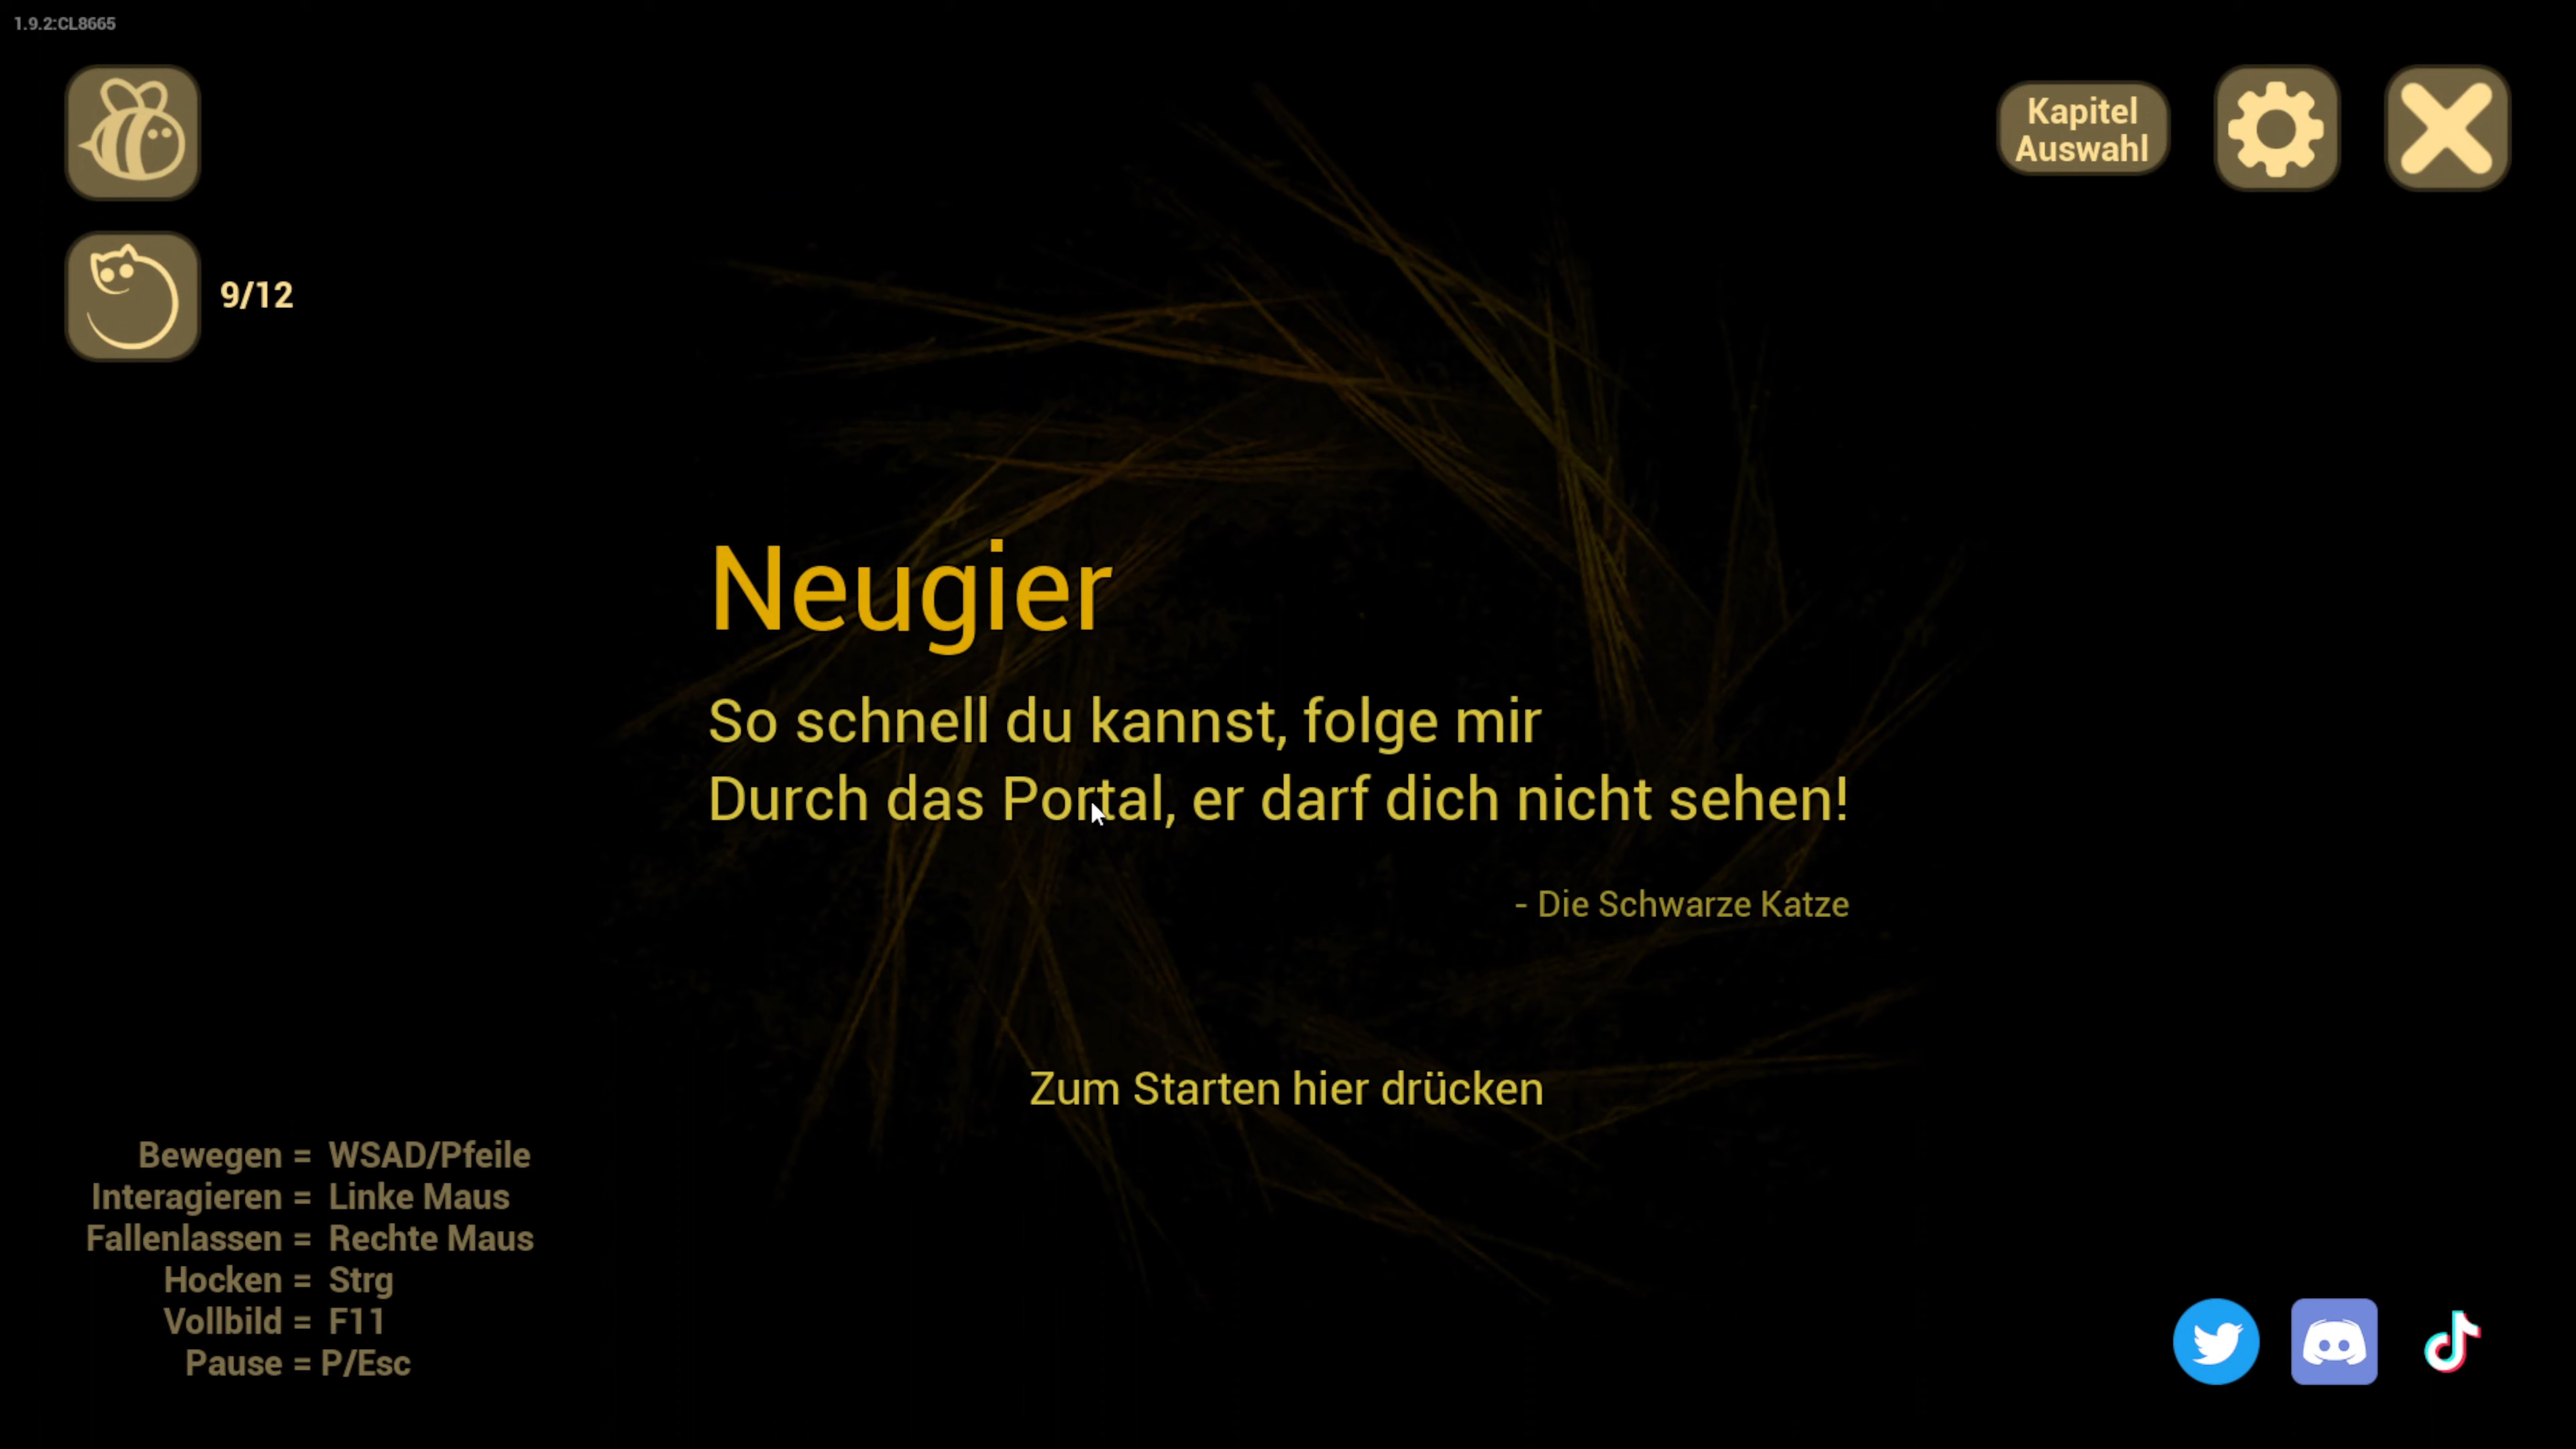 1.9.2:CL8665
Kapitel
Auswahl
9/12
Neugier
So schnell du kannst, folge mir
Durch das Portal, er darf dich nicht sehen!
- Die Schwarze Katze
Zum Starten hier drücken
Bewegen = WSAD/Pfeile
Interagieren = Linke Maus
Fallenlassen = Rechte Maus
Hocken = Strg
Vollbild = F11
Pause = P/Esc